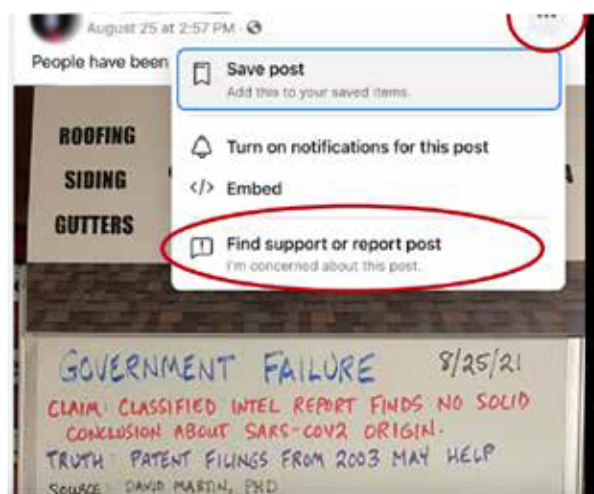 August 25 at 2:57 PM ·
People have been
Save post
Add this to your saved items.
Turn on notifications for this post
</> Embed
Find support or report post
I'm concerned about this post.
ROOFING
SIDING
GUTTERS
GOVERNMENT FAILURE 8/25/21
CLAIM: CLASSIFIED INTEL REPORT FINDS NO SOLID
CONCLUSION ABOUT SARS-COV2 ORIGIN.
TRUTH: PATENT FILINGS FROM 2003 MAY HELP
SOURCE: DAVID MARTIN, PHD